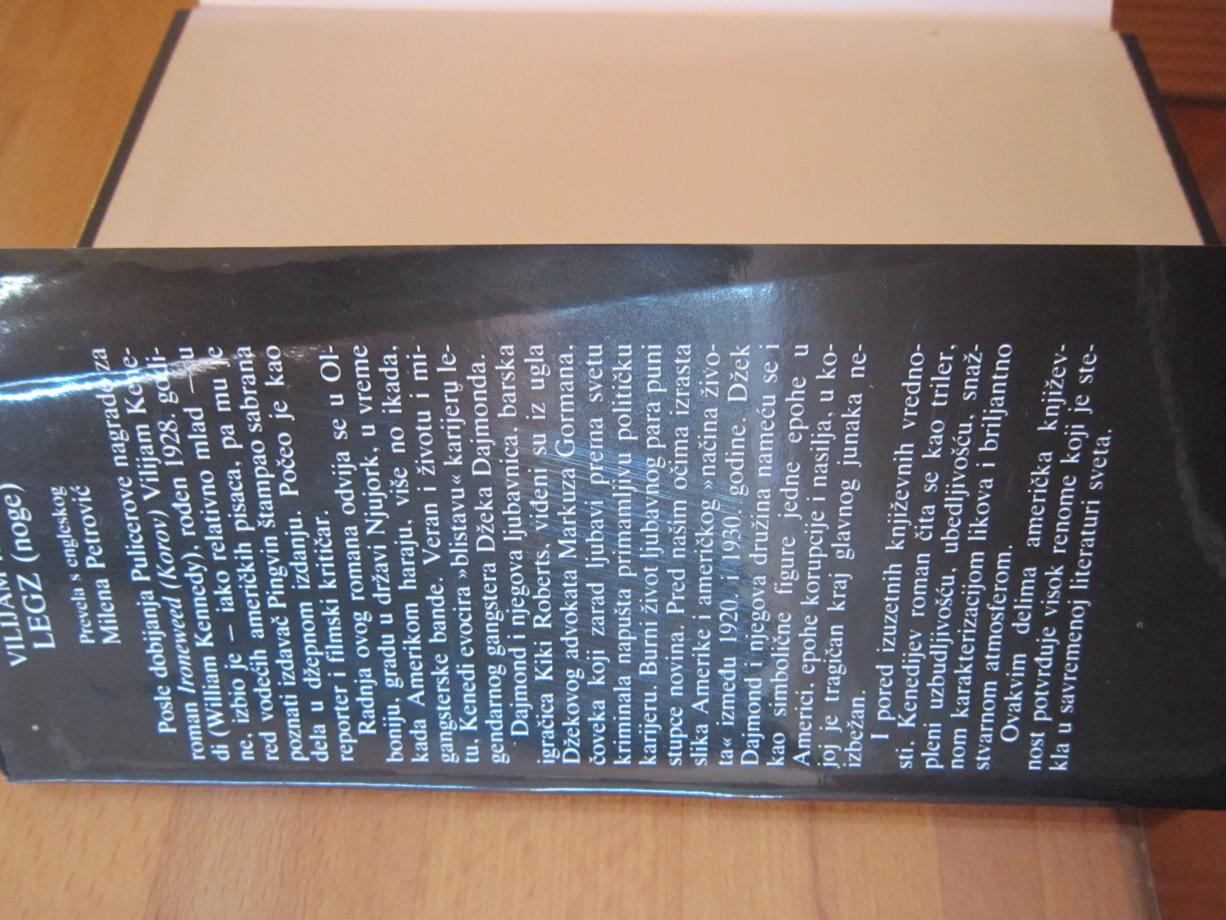 VILIJAM
LEGZ (noge)
Prevela s engleskog
Milena Petrović
Posle dobijanja Pulicerove nagrade za
roman Ironweed (Korov) Vilijam Kene-
di (William Kennedy), rođen 1928. godi-
ne, izbio je – iako relativno mlad – u
red vodećih američkih pisaca, pa mu je
poznati izdavač Pingvin štampao sabrana
dela u džepnom izdanju. Počeo je kao
reporter i filmski kritičar.
Radnja ovog romana odvija se u Ol-
boniju, gradu u državi Njujork, u vreme
kada Amerikom haraju, više no ikada,
gangsterske bande. Veran i životu i mi-
tu, Kenedi evocira »blistavu« karijeru le-
gendarnog gangstera Džeka Dajmonda.
Dajmond i njegova ljubavnica, barska
igračica Kiki Roberts, viđeni su iz ugla
Džekovog advokata Markuza Gormana,
čoveka koji zarad ljubavi prema svetu
kriminala napušta primamljivu političku
karijeru. Burni život ljubavnog para puni
stupce novina. Pred našim očima izrasta
slika Amerike i američkog »načina živo-
ta« između 1920. i 1930. godine. Džek
Dajmond i njegova družina nameću se i
kao simbolične figure jedne epohe u
Americi, epohe korupcije i nasilja, u ko-
joj je tragičan kraj glavnog junaka ne-
izbežan.
I pored izuzetnih književnih vredno-
sti, Kenedijev roman čita se kao triler,
pleni uzbudljivošću, ubedljivošću, snaž-
nom karakterizacijom likova i briljantno
stvarnom atmosferom.
Ovakvim delima američka književ-
nost potvrđuje visok renome koji je ste-
kla u savremenoj literaturi sveta.